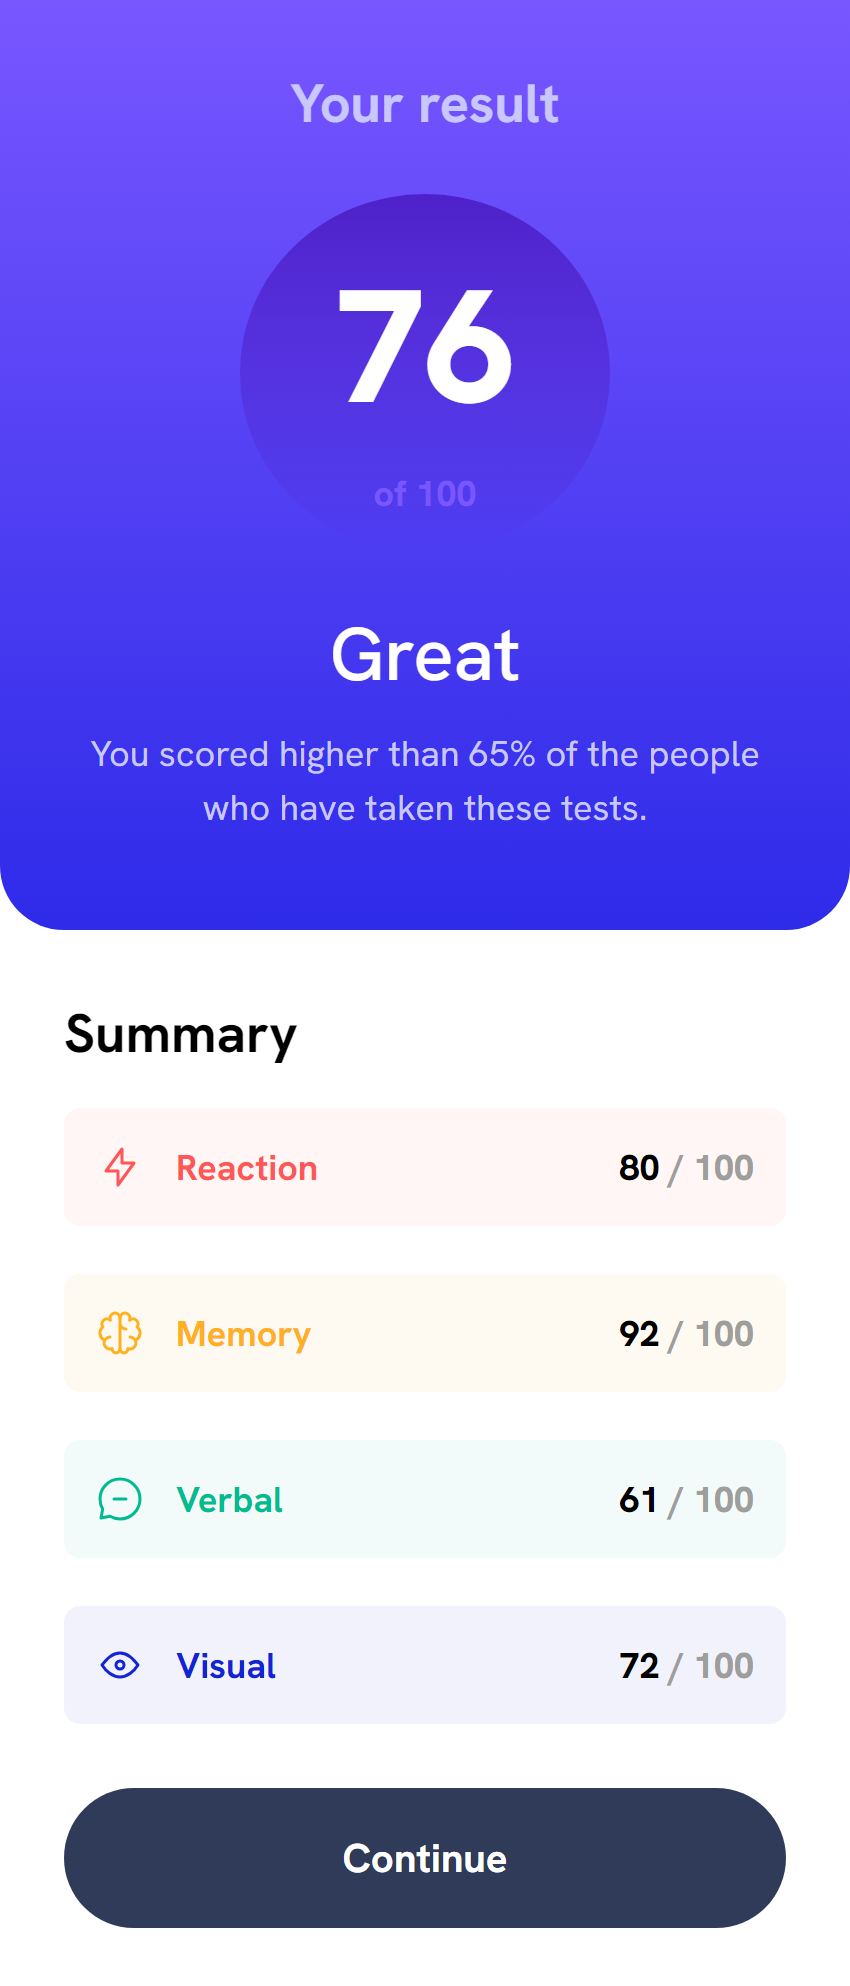 Your result
76
of 100
Great
You scored higher than 65% of the people
who have taken these tests.
Summary
Reaction 80 / 100
Memory 92 / 100
Verbal 61 / 100
Visual 72 / 100
Continue